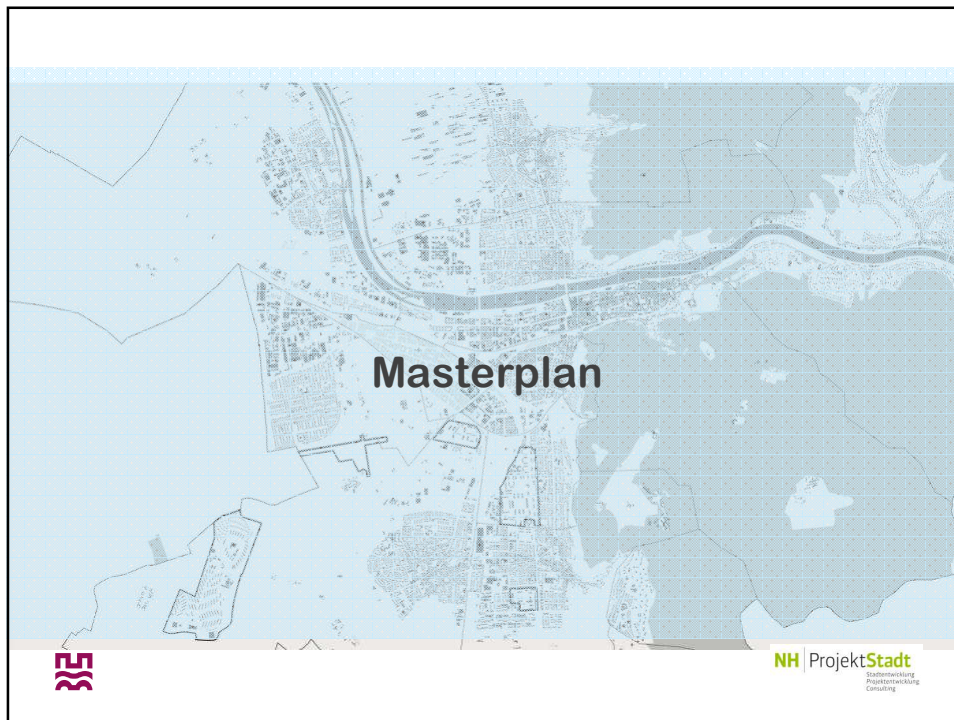 Masterplan
NH ProjektStadt
Stadtentwicklung
Projektentwicklung
Consulting